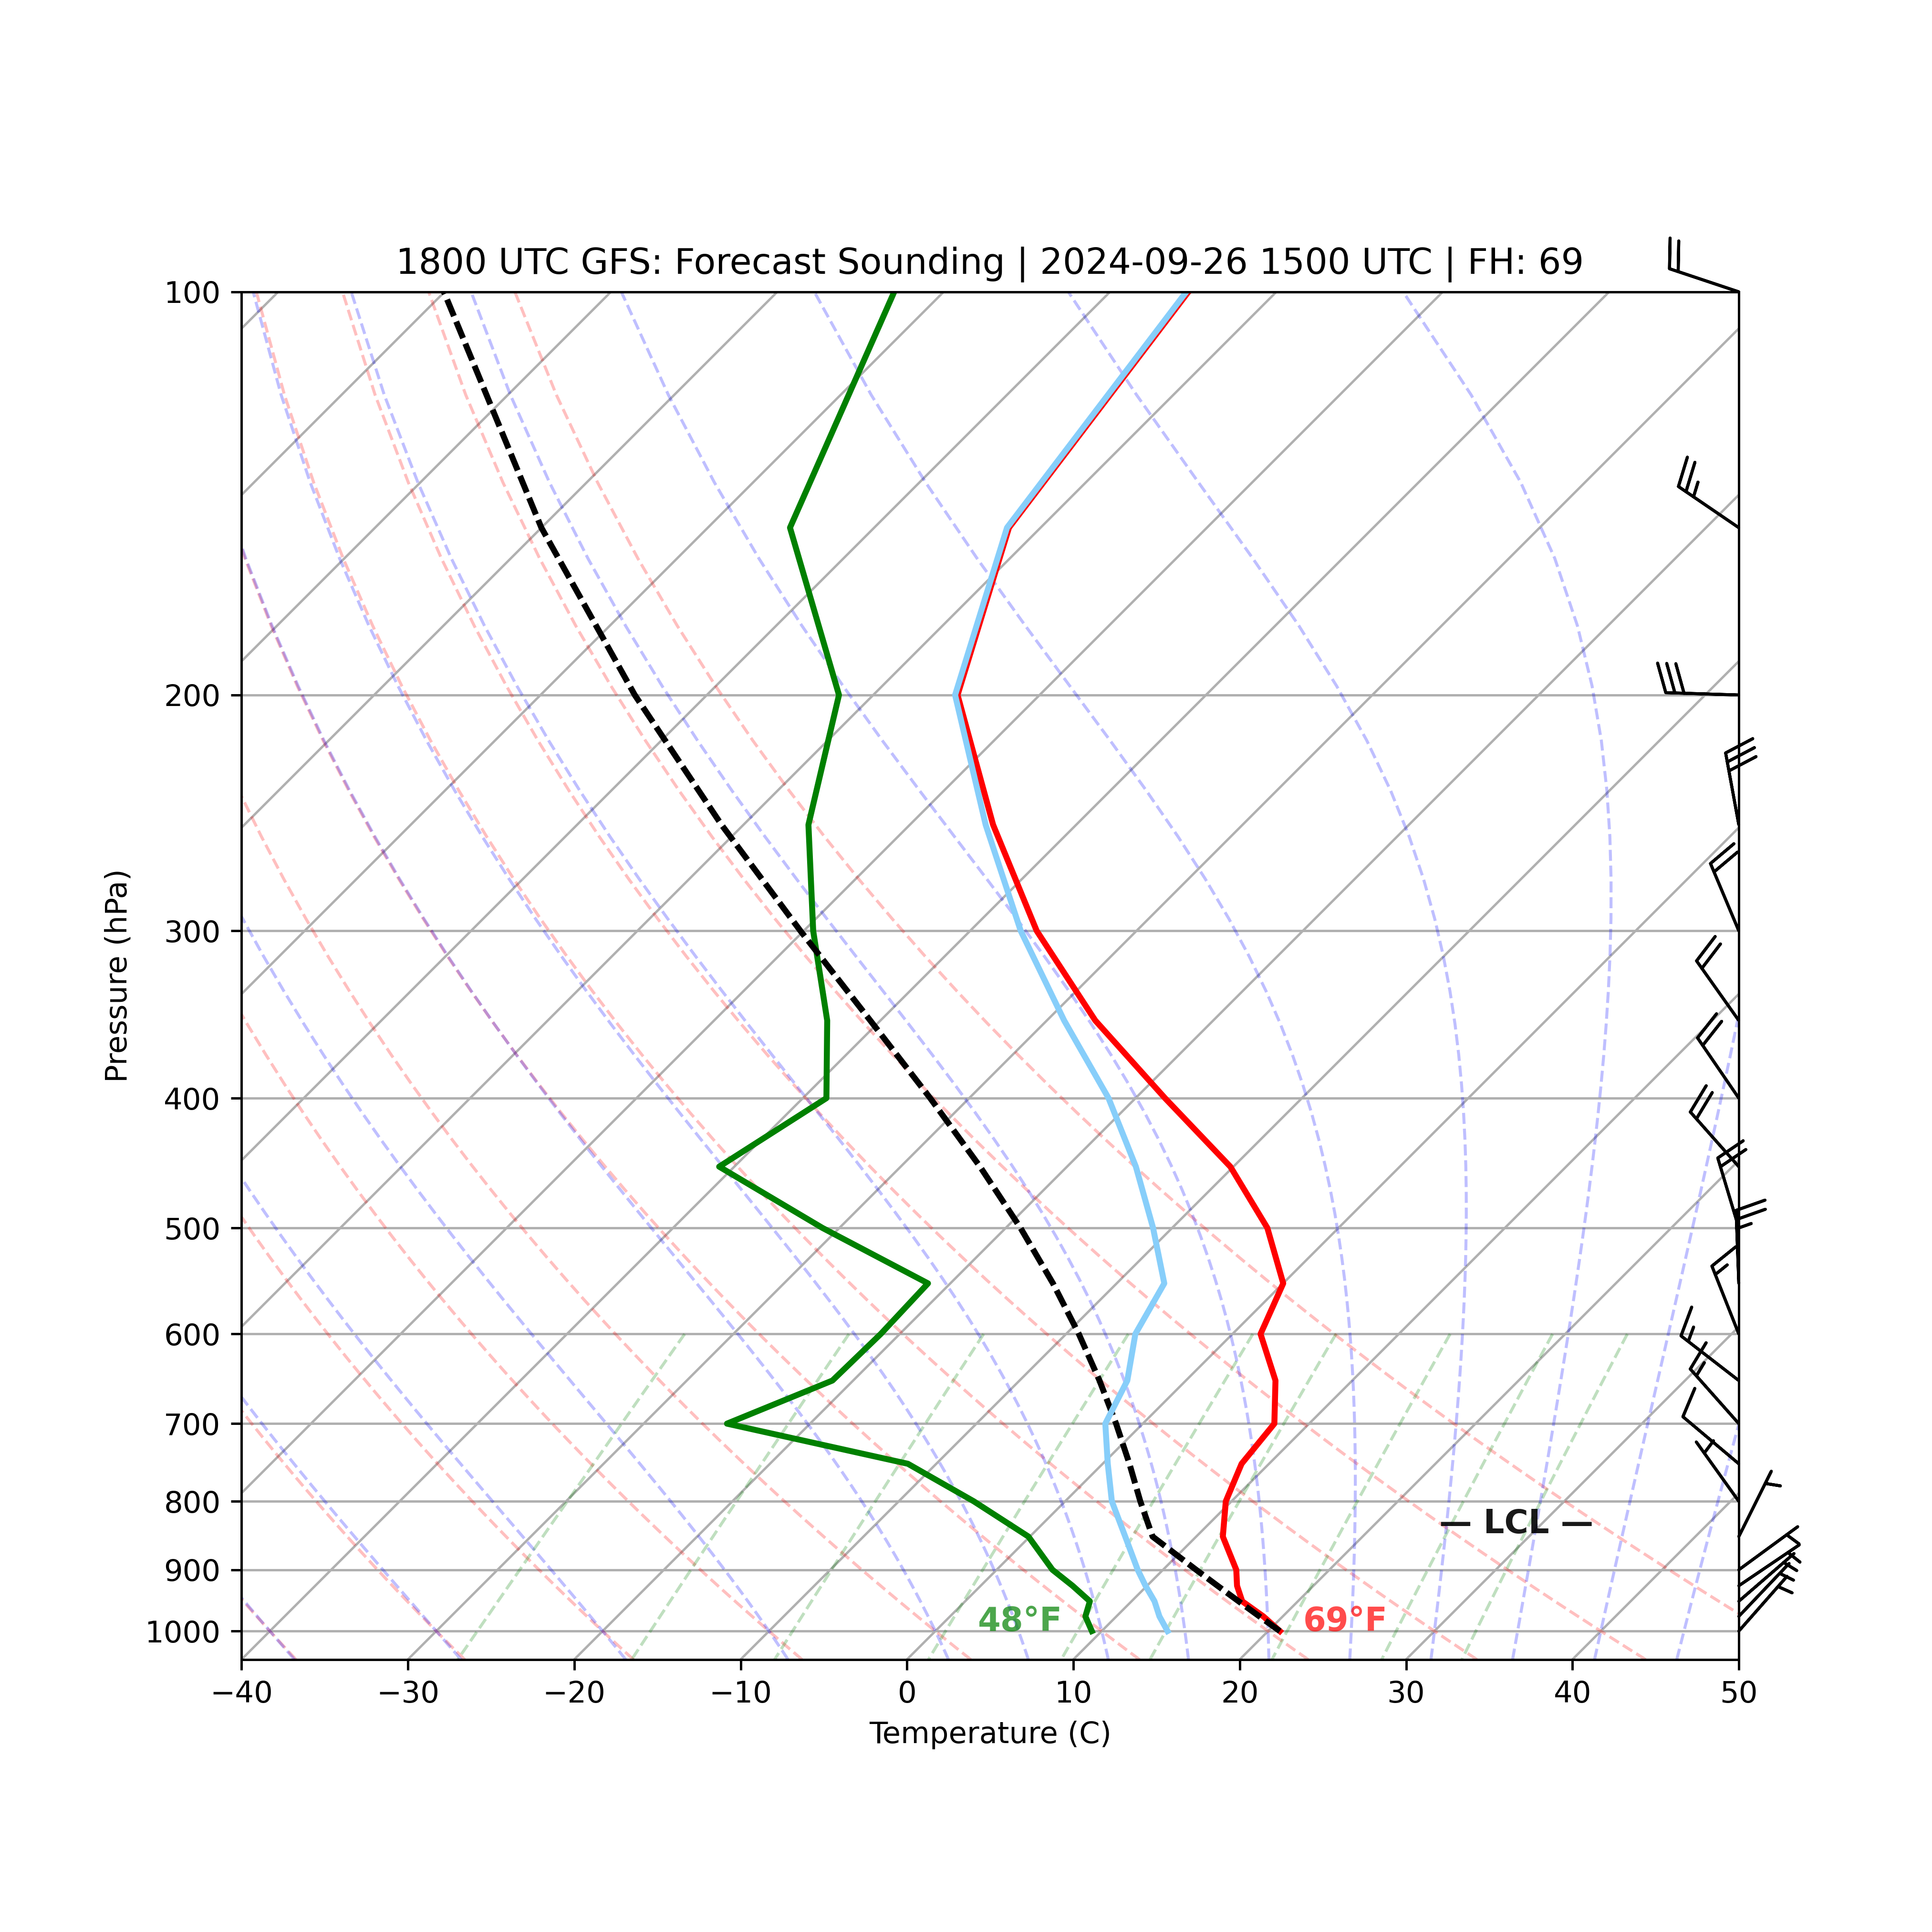 1800 UTC GFS: Forecast Sounding | 2024-09-26 1500 UTC | FH: 69
100
200
300
400
500
600
700
800
900
1000
Pressure (hPa)
— LCL —
48°F
69°F
−40 −30 −20 −10 0 10 20 30 40 50
Temperature (C)